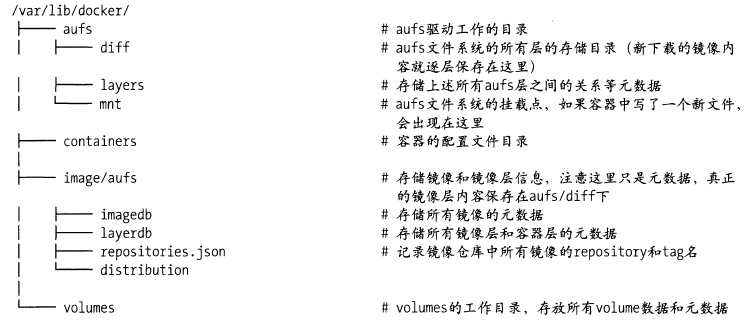 /var/lib/docker/
├── aufs # aufs驱动工作的目录
│ ├── diff # aufs文件系统的所有层的存储目录（新下载的镜像内
容就逐层保存在这里）
│ ├── layers # 存储上述所有aufs层之间的关系等元数据
│ └── mnt # aufs文件系统的挂载点，如果容器中写了一个新文件，
会出现在这里
├── containers # 容器的配置文件目录
│
├── image/aufs # 存储镜像和镜像层信息，注意这里只是元数据，真正
的镜像层内容保存在aufs/diff下
│ ├── imagedb # 存储所有镜像的元数据
│ ├── layerdb # 存储所有镜像层和容器层的元数据
│ ├── repositories.json # 记录镜像仓库中所有镜像的repository和tag名
│ └── distribution
│
└── volumes # volumes的工作目录，存放所有volume数据和元数据